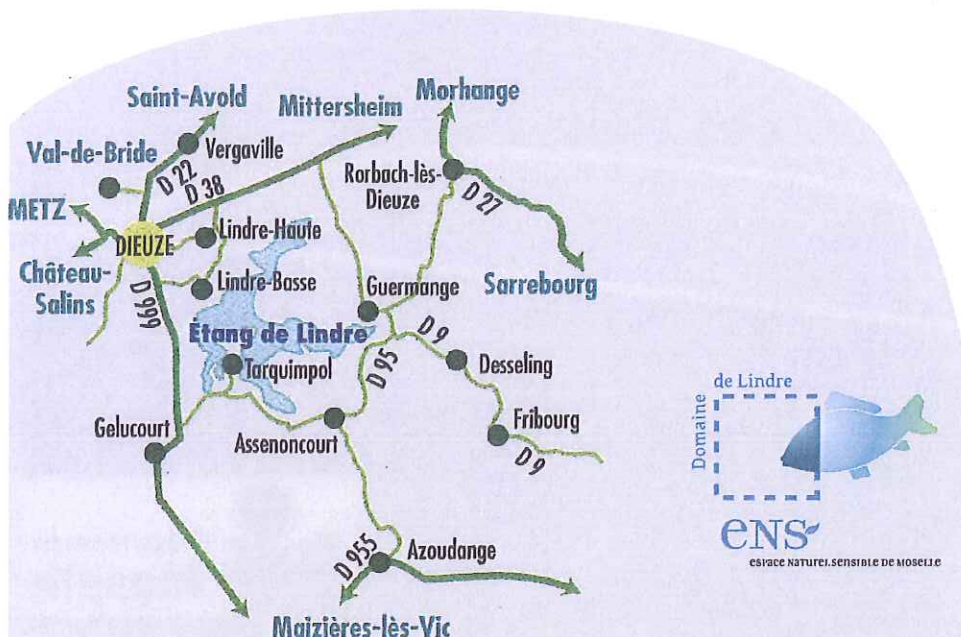 Saint-Avold
Mittersheim
Morhange
Val-de-Bride
Vergaville
D 22
D 38
Rorbach-lès-
Dieuze
D 27
METZ
DIEUZE
Lindre-Haute
Château-
Salins
Lindre-Basse
Guermange
Sarrebourg
D 999
Étang de Lindre
D 9
D 95
Tarquimpol
Desseling
de Lindre
Domaine
Gelucourt
Assenoncourt
Fribourg
D 9
eNS
ESPACE NATUREL SENSIBLE DE MOSELLE
D 955
Azoudange
Maizières-lès-Vic